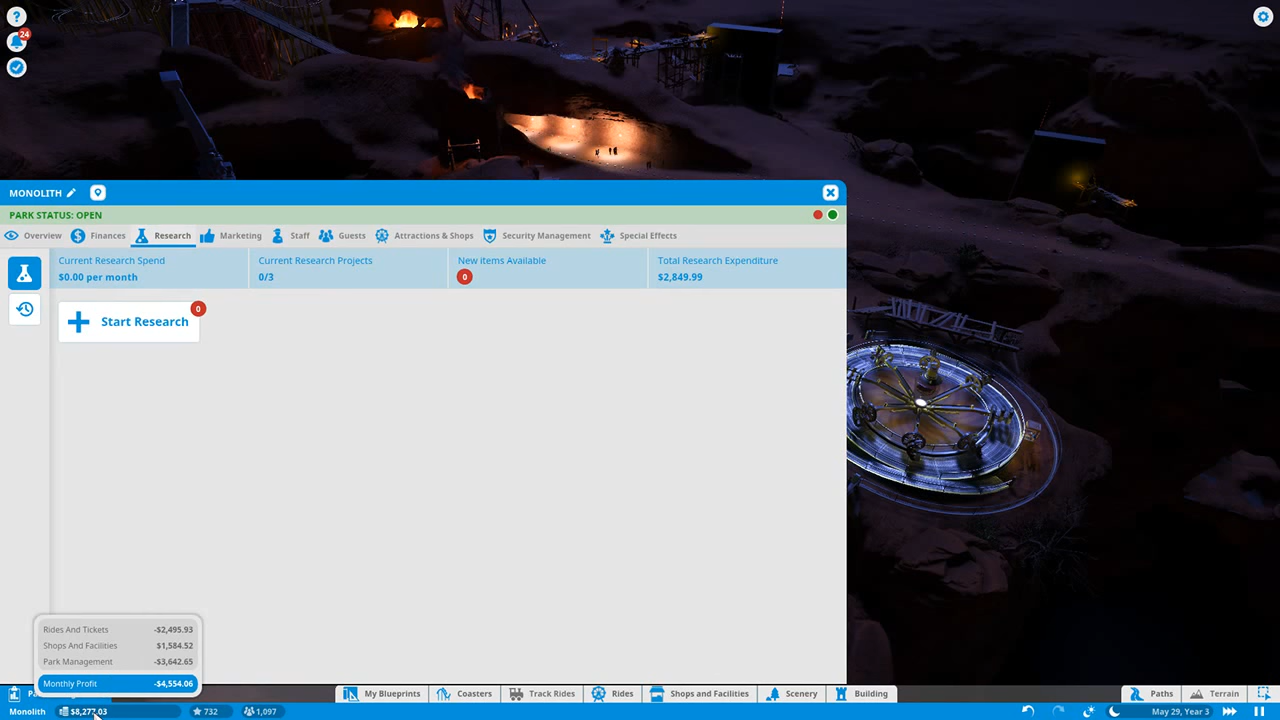 24
MONOLITH
PARK STATUS: OPEN
Overview Finances Research Marketing Staff Guests Attractions & Shops Security Management Special Effects
Current Research Spend Current Research Projects New items Available Total Research Expenditure
$0.00 per month 0/3 0 $2,849.99
Start Research 0
Rides And Tickets -$2,495.93
Shops And Facilities $1,584.52
Park Management -$3,642.65
Monthly Profit -$4,554.06
My Blueprints Coasters Track Rides Rides Shops and Facilities Scenery Building Paths Terrain
Monolith $8,277.03 732 1,097 May 29, Year 3